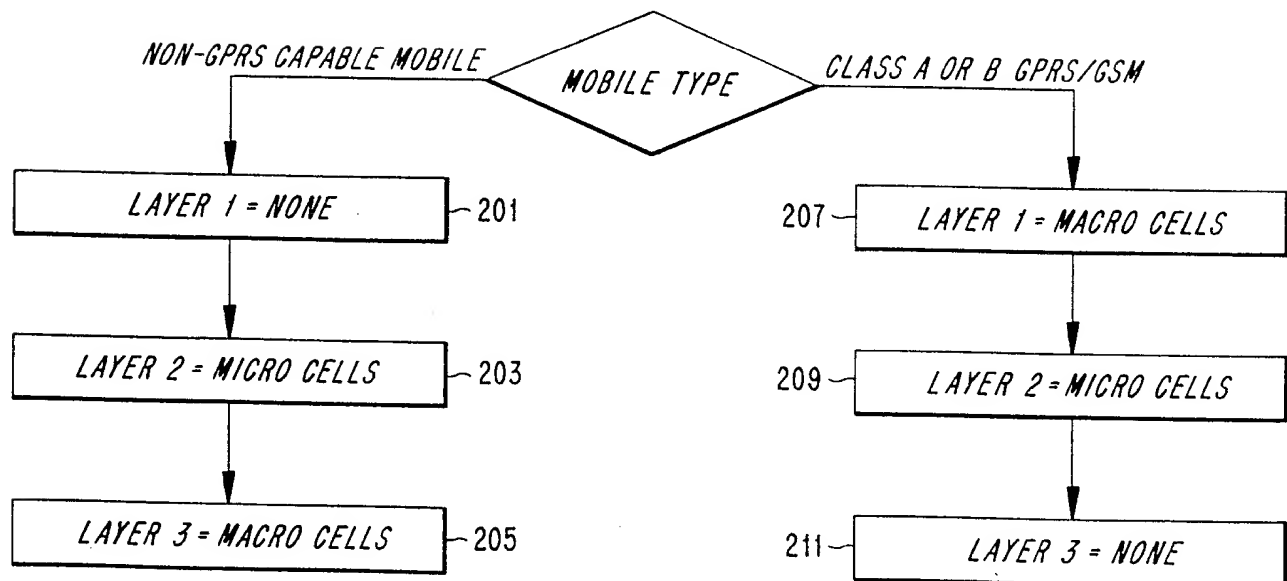 NON-GPRS CAPABLE MOBILE
MOBILE TYPE
CLASS A OR B GPRS/GSM
LAYER 1 = NONE
201
207
LAYER 1 = MACRO CELLS
LAYER 2 = MICRO CELLS
203
209
LAYER 2 = MICRO CELLS
LAYER 3 = MACRO CELLS
205
211
LAYER 3 = NONE